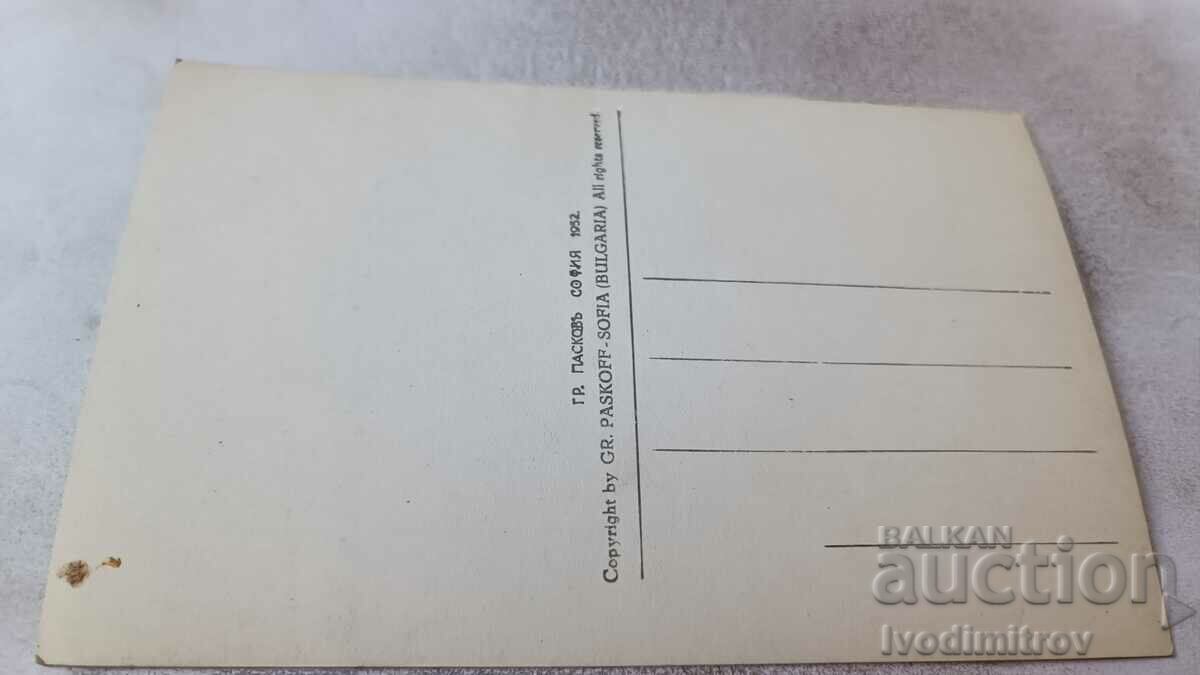 ГР. ПАСКОВЪ СОФИЯ 1932.
Copyright by GR. PASKOFF - SOFIA (BULGARIA) All rights reserved.
BALKAN
auction
Ivodimitrov